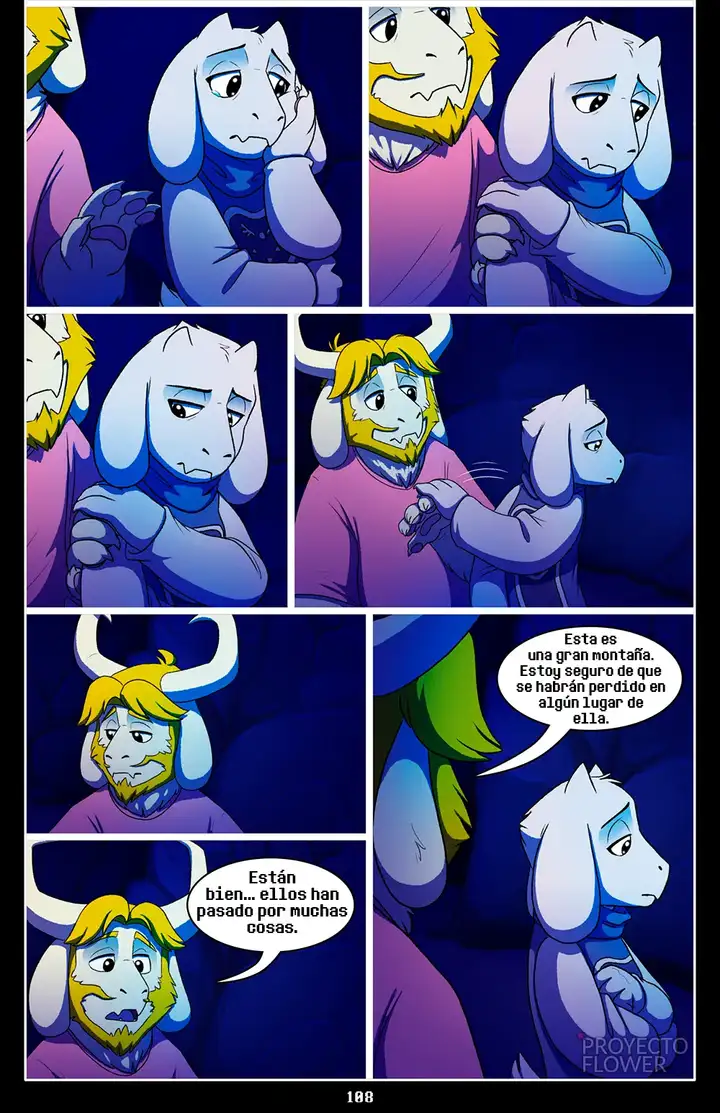 Esta es
una gran montaña.
Estoy seguro de que
se habrán perdido en
algún lugar de
ella.
Están
bien... ellos han
pasado por muchas
cosas.
PROYECTO
FLOWER
108